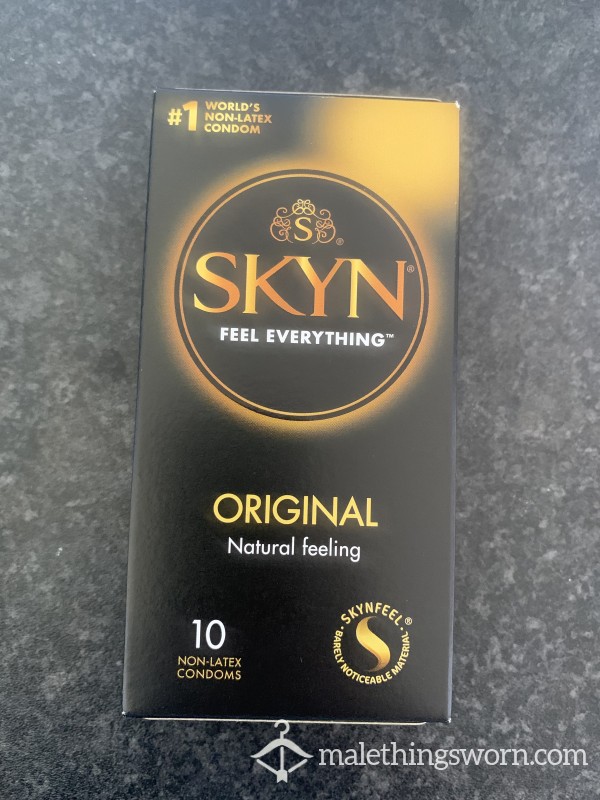 #1 WORLD'S
NON-LATEX
CONDOM
S
®
SKYN®
FEEL EVERYTHING™
ORIGINAL
Natural feeling
10
NON-LATEX
CONDOMS
SKYNFEEL®
BARELY NOTICEABLE MATERIAL
malethingsworn.com